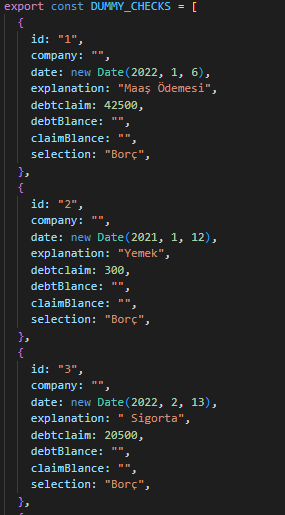 export const DUMMY_CHECKS = [
{
id: "1",
company: "",
date: new Date(2022, 1, 6),
explanation: "Maaş Ödemesi",
debtclaim: 42500,
debtBlance: "",
claimBlance: "",
selection: "Borç",
},
{
id: "2",
company: "",
date: new Date(2021, 1, 12),
explanation: "Yemek",
debtclaim: 300,
debtBlance: "",
claimBlance: "",
selection: "Borç",
},
{
id: "3",
company: "",
date: new Date(2022, 2, 13),
explanation: " Sigorta",
debtclaim: 20500,
debtBlance: "",
claimBlance: "",
selection: "Borç",
},